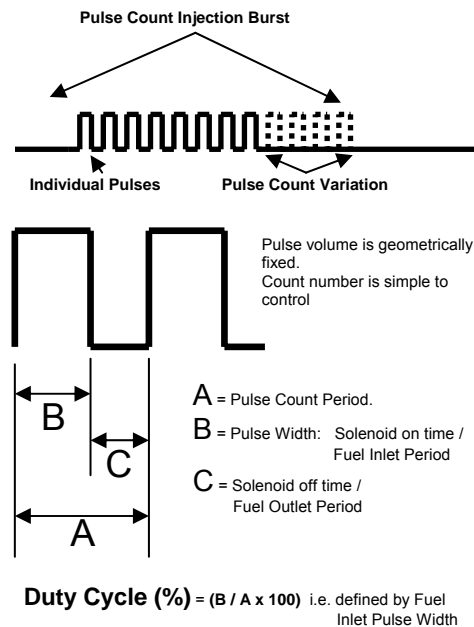 Pulse Count Injection Burst
Individual Pulses
Pulse Count Variation
Pulse volume is geometrically
fixed.
Count number is simple to
control
B
C
A
A = Pulse Count Period.
B = Pulse Width: Solenoid on time /
Fuel Inlet Period
C = Solenoid off time /
Fuel Outlet Period
Duty Cycle (%) = (B / A x 100) i.e. defined by Fuel
Inlet Pulse Width